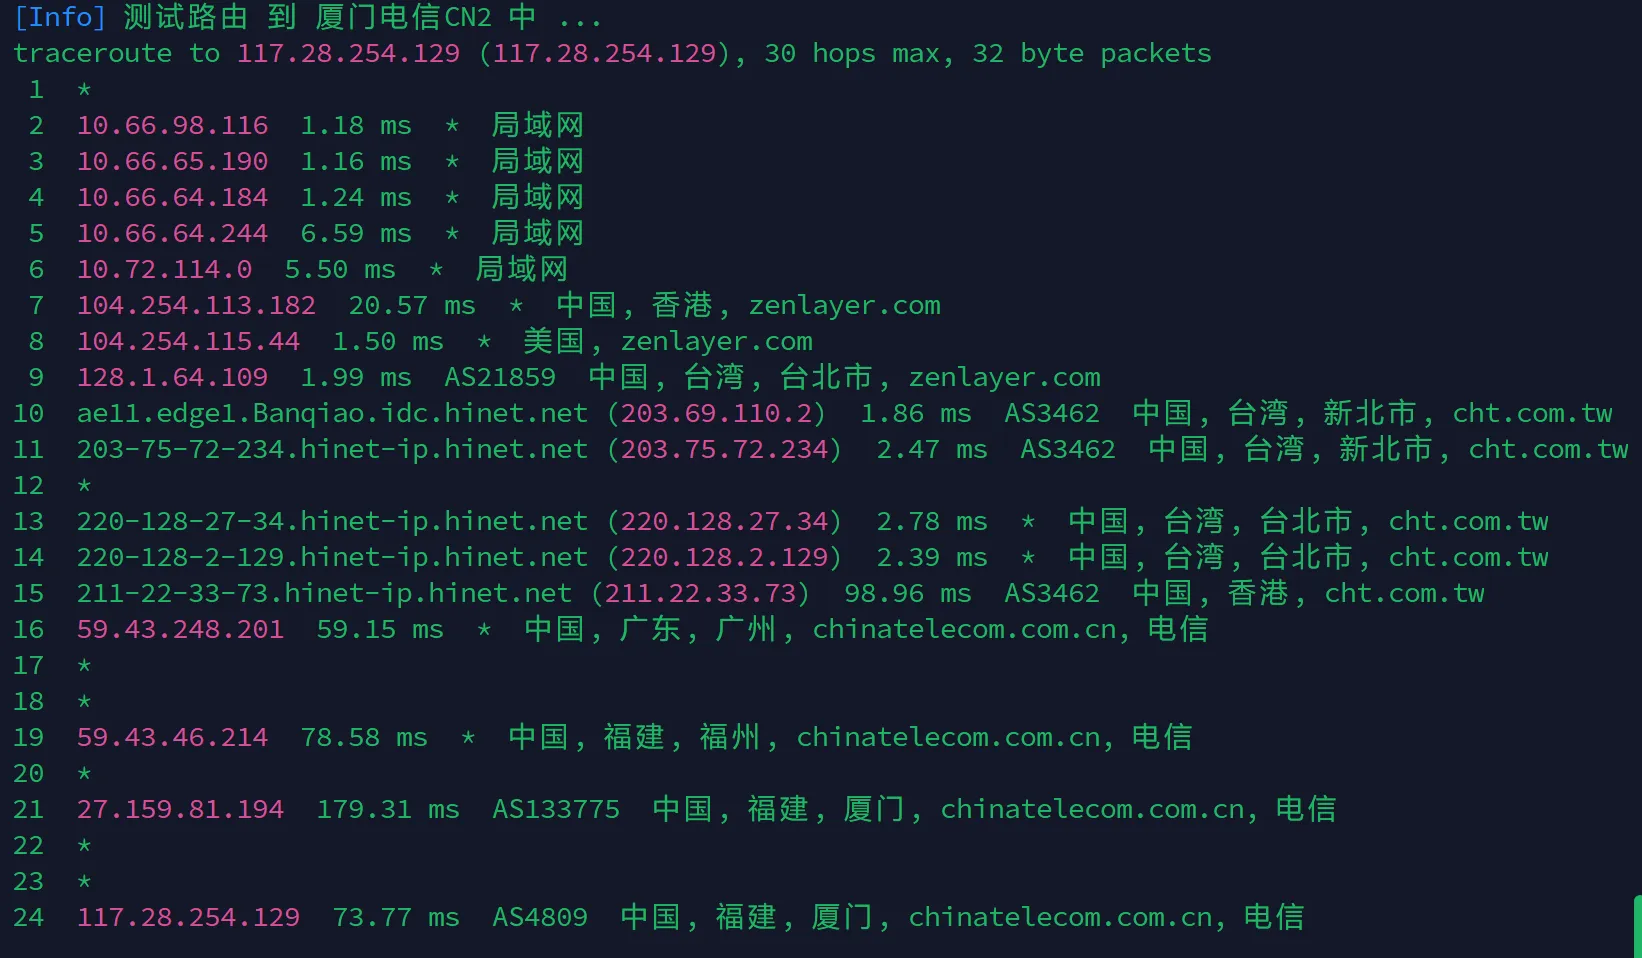 [Info] 测试路由 到 厦门电信CN2 中 ...
traceroute to 117.28.254.129 (117.28.254.129), 30 hops max, 32 byte packets
1 *
2 10.66.98.116 1.18 ms * 局域网
3 10.66.65.190 1.16 ms * 局域网
4 10.66.64.184 1.24 ms * 局域网
5 10.66.64.244 6.59 ms * 局域网
6 10.72.114.0 5.50 ms * 局域网
7 104.254.113.182 20.57 ms * 中国, 香港, zenlayer.com
8 104.254.115.44 1.50 ms * 美国, zenlayer.com
9 128.1.64.109 1.99 ms AS21859 中国, 台湾, 台北市, zenlayer.com
10 ae11.edge1.Banqiao.idc.hinet.net (203.69.110.2) 1.86 ms AS3462 中国, 台湾, 新北市, cht.com.tw
11 203-75-72-234.hinet-ip.hinet.net (203.75.72.234) 2.47 ms AS3462 中国, 台湾, 新北市, cht.com.tw
12 *
13 220-128-27-34.hinet-ip.hinet.net (220.128.27.34) 2.78 ms * 中国, 台湾, 台北市, cht.com.tw
14 220-128-2-129.hinet-ip.hinet.net (220.128.2.129) 2.39 ms * 中国, 台湾, 台北市, cht.com.tw
15 211-22-33-73.hinet-ip.hinet.net (211.22.33.73) 98.96 ms AS3462 中国, 香港, cht.com.tw
16 59.43.248.201 59.15 ms * 中国, 广东, 广州, chinatelecom.com.cn, 电信
17 *
18 *
19 59.43.46.214 78.58 ms * 中国, 福建, 福州, chinatelecom.com.cn, 电信
20 *
21 27.159.81.194 179.31 ms AS133775 中国, 福建, 厦门, chinatelecom.com.cn, 电信
22 *
23 *
24 117.28.254.129 73.77 ms AS4809 中国, 福建, 厦门, chinatelecom.com.cn, 电信